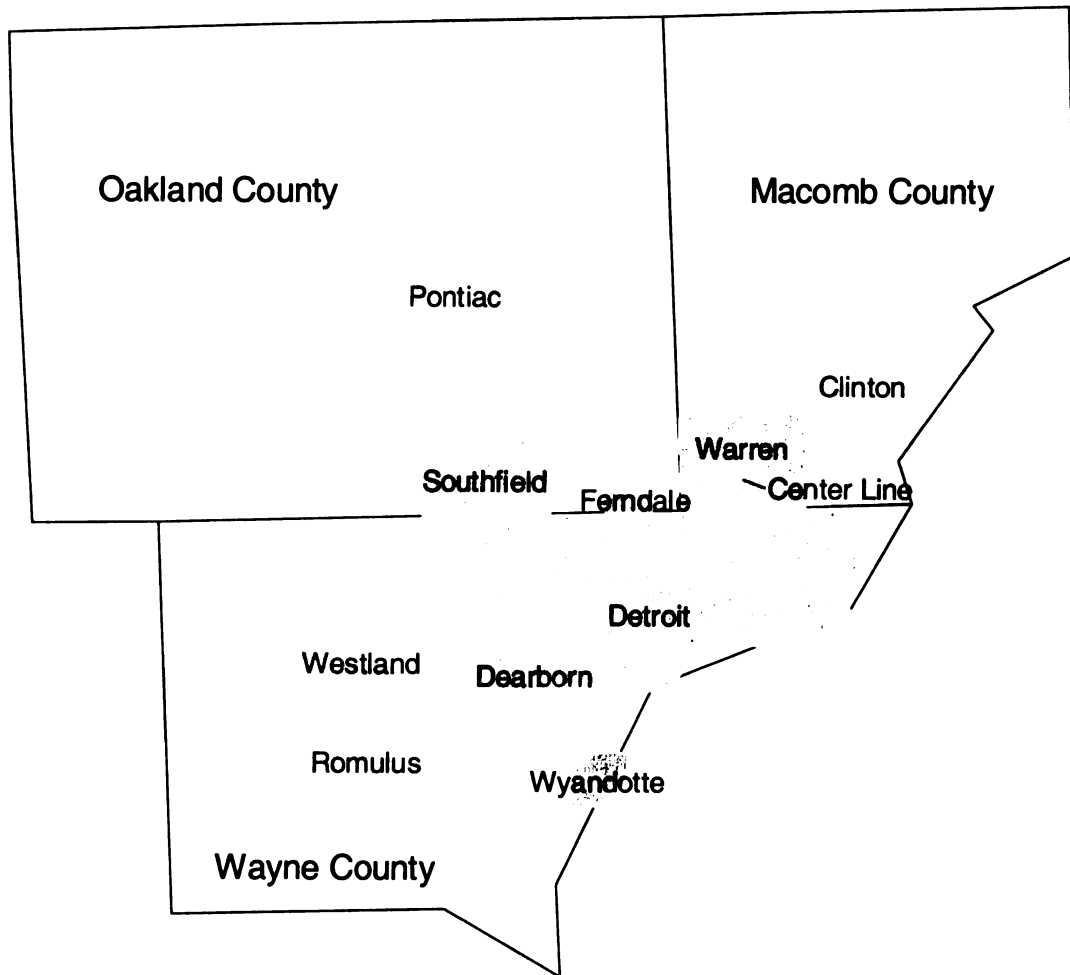 Oakland County
Macomb County
Pontiac
Clinton
Warren
Southfield
Ferndale
Center Line
Detroit
Westland
Dearborn
Romulus
Wyandotte
Wayne County